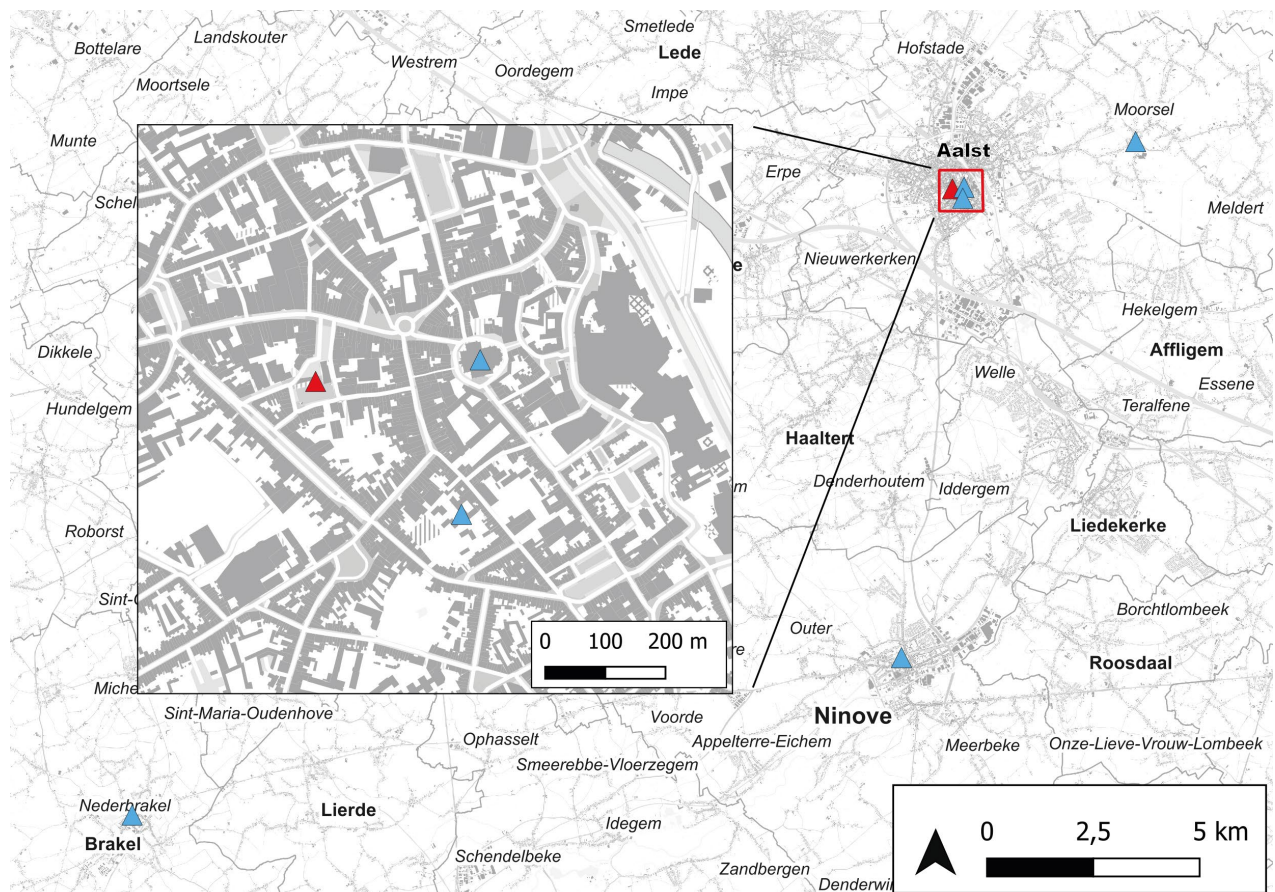 Smetlede
Landskouter
Bottelare
Hofstade
Lede
Westrem
Oordegem
Moortsele
Impe
Moorsel
Munte
Aalst
Erpe
Schel
Meldert
Nieuwerkerken
e
Hekelgem
Dikkele
Affligem
Welle
Essene
Hundelgem
Teralfene
Haaltert
Denderhoutem
m
Iddergem
Liedekerke
Roborst
Sint-
Borchtlombeek
Outer
0 100 200 m
re
Roosdaal
Miche
Sint-Maria-Oudenhove
Voorde
Ninove
Ophasselt
Appelterre-Eichem
Meerbeke
Onze-Lieve-Vrouw-Lombeek
Smeerebbe-Vloerzegem
Nederbrakel
Lierde
Idegem
Brakel
0 2,5 5 km
Schendelbeke
Zandbergen
Denderwi